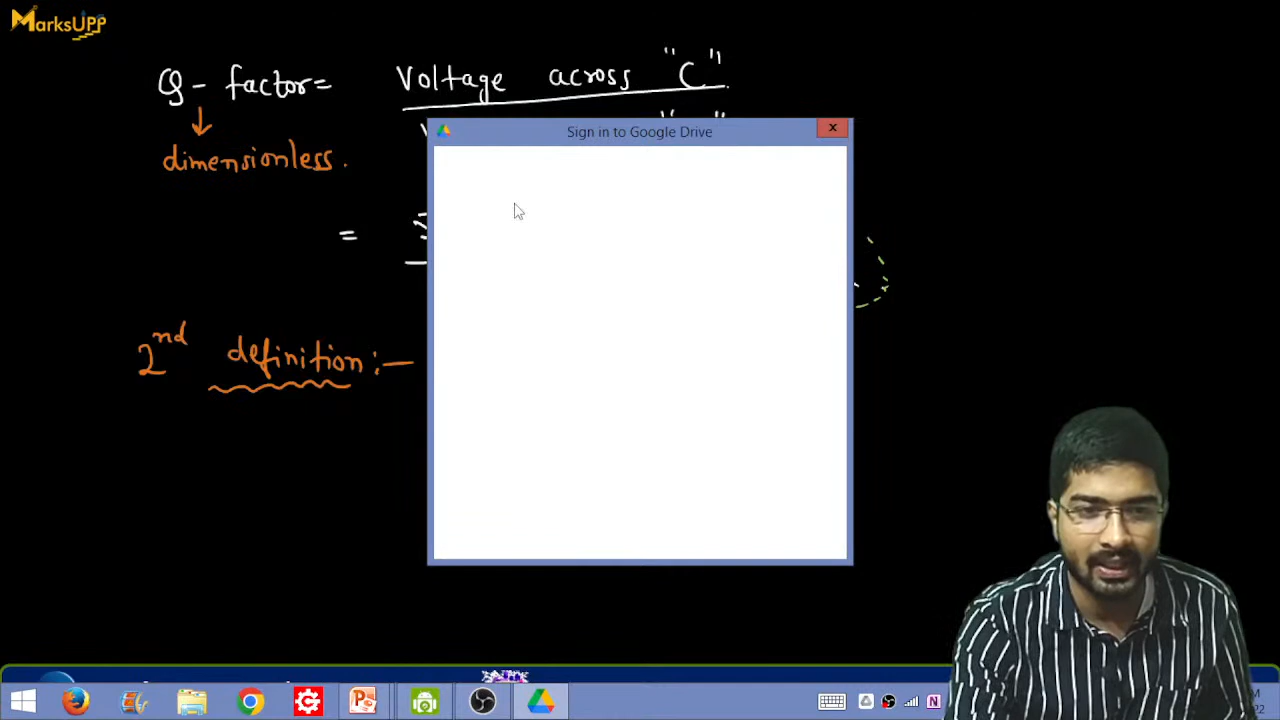 MARKSUPP
Q - factor = Voltage across "C"
dimensionless.
=
2nd definition:-
Sign in to Google Drive